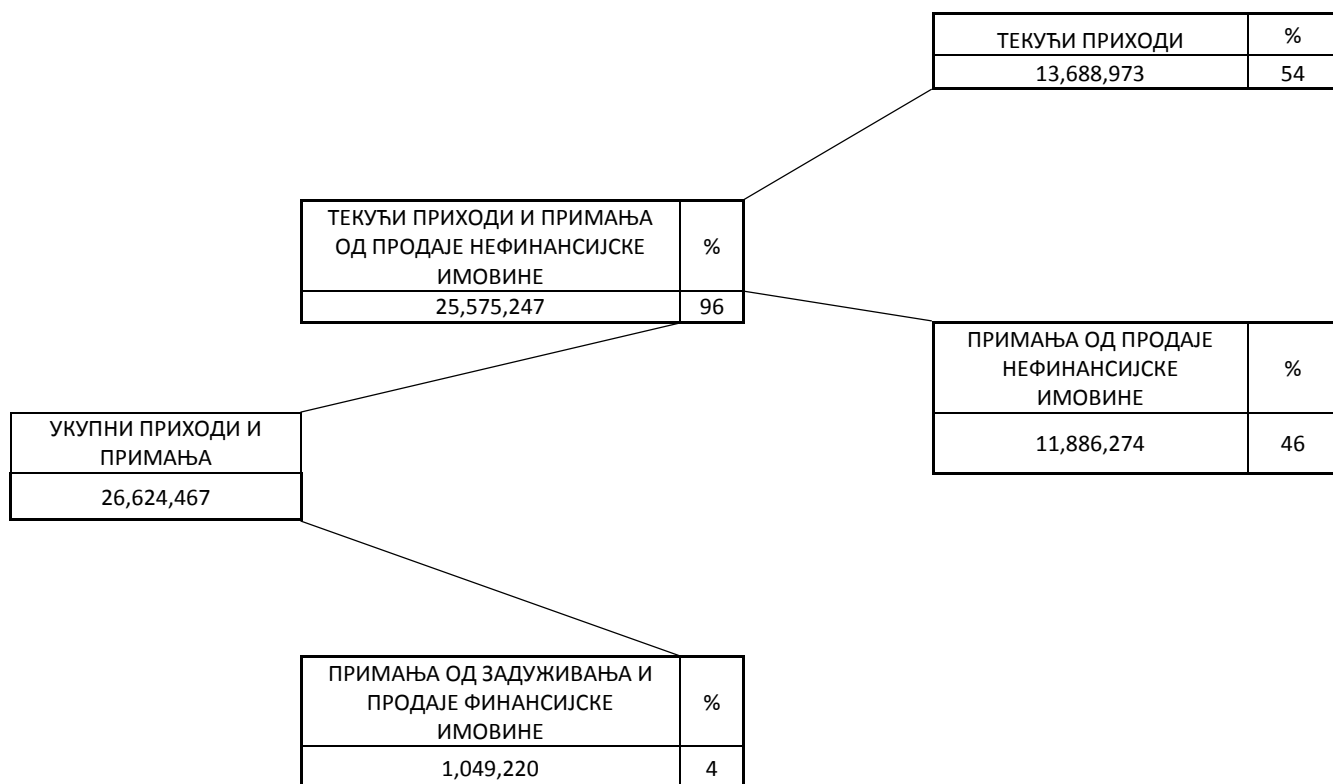 ТЕКУЋИ ПРИХОДИ %
13,688,973 54
ТЕКУЋИ ПРИХОДИ И ПРИМАЊА
ОД ПРОДАЈЕ НЕФИНАНСИЈСКЕ
ИМОВИНЕ
%
25,575,247 96
ПРИМАЊА ОД ПРОДАЈЕ
НЕФИНАНСИЈСКЕ
ИМОВИНЕ
%
11,886,274 46
УКУПНИ ПРИХОДИ И
ПРИМАЊА
26,624,467
ПРИМАЊА ОД ЗАДУЖИВАЊА И
ПРОДАЈЕ ФИНАНСИЈСКЕ
ИМОВИНЕ
%
1,049,220 4